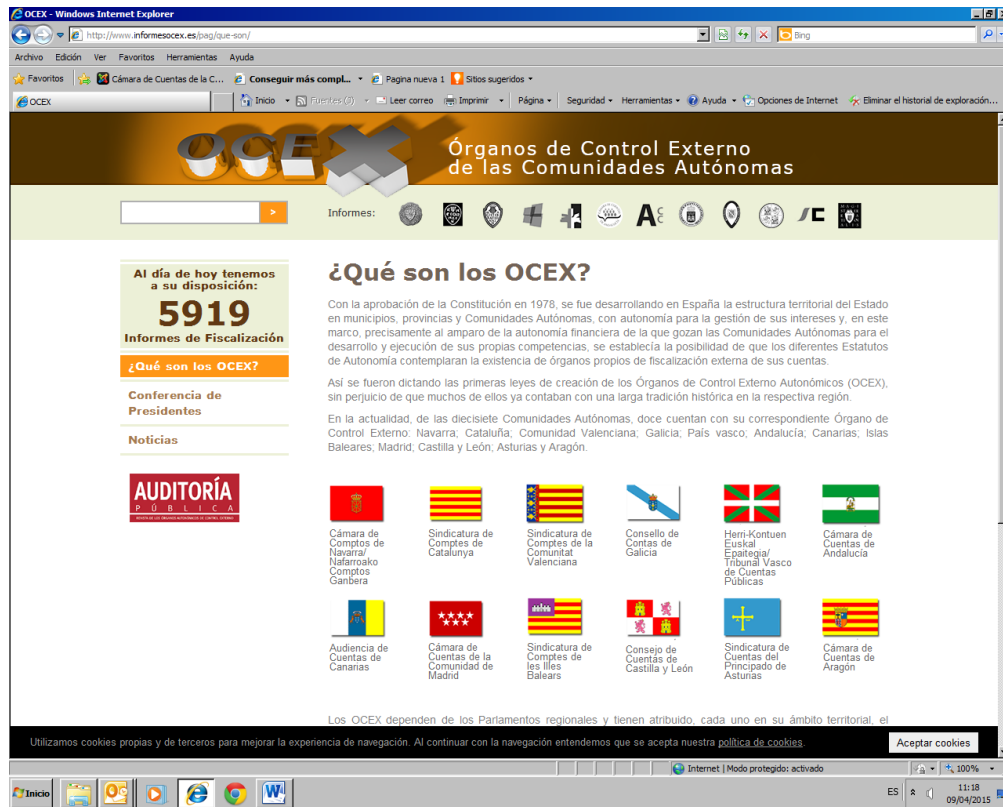 OCEX - Windows Internet Explorer
http://www.informesocex.es/pag/que-son/
Bing
Archivo Edición Ver Favoritos Herramientas Ayuda
Favoritos Cámara de Cuentas de la C... Conseguir más compl... Pagina nueva 1 Sitios sugeridos
OCEX
Inicio Fuentes (J) Leer correo Imprimir Página Seguridad Herramientas Ayuda Opciones de Internet Eliminar el historial de exploración...
OCEX
Órganos de Control Externo
de las Comunidades Autónomas
>
Informes:
Al día de hoy tenemos
a su disposición:
5919
Informes de Fiscalización
¿Qué son los OCEX?
Conferencia de
Presidentes
Noticias
AUDITORÍA
PÚBLICA
¿Qué son los OCEX?
Con la aprobación de la Constitución en 1978, se fue desarrollando en España la estructura territorial del Estado
en municipios, provincias y Comunidades Autónomas, con autonomía para la gestión de sus intereses y, en este
marco, precisamente al amparo de la autonomía financiera de la que gozan las Comunidades Autónomas para el
desarrollo y ejecución de sus propias competencias, se establecía la posibilidad de que los diferentes Estatutos
de Autonomía contemplaran la existencia de órganos propios de fiscalización externa de sus cuentas.
Así se fueron dictando las primeras leyes de creación de los Órganos de Control Externo Autonómicos (OCEX),
sin perjuicio de que muchos de ellos ya contaban con una larga tradición histórica en la respectiva región.
En la actualidad, de las diecisiete Comunidades Autónomas, doce cuentan con su correspondiente Órgano de
Control Externo: Navarra; Cataluña; Comunidad Valenciana; Galicia; País vasco; Andalucía; Canarias; Islas
Baleares; Madrid; Castilla y León; Asturias y Aragón.
Cámara de
Comptos de
Navarra/
Nafarroako
Comptos
Ganbera
Sindicatura de
Comptes de
Catalunya
Sindicatura de
Comptes de la
Comunitat
Valenciana
Consello de
Contas de
Galicia
Herri-Kontuen
Euskal
Epaitegia/
Tribunal Vasco
de Cuentas
Públicas
Cámara de
Cuentas de
Andalucía
Audiencia de
Cuentas de
Canarias
Cámara de
Cuentas de la
Comunidad de
Madrid
Sindicatura de
Comptes de
les Illes
Balears
Consejo de
Cuentas de
Castilla y León
Sindicatura de
Cuentas del
Principado de
Asturias
Cámara de
Cuentas de
Aragón
Los OCEX dependen de los Parlamentos regionales y tienen atribuido, cada uno en su ámbito territorial, el
Utilizamos cookies propias y de terceros para mejorar la experiencia de navegación. Al continuar con la navegación entendemos que se acepta nuestra política de cookies.
Aceptar cookies
Internet | Modo protegido: activado
100%
Inicio
ES
11:18
09/04/2015